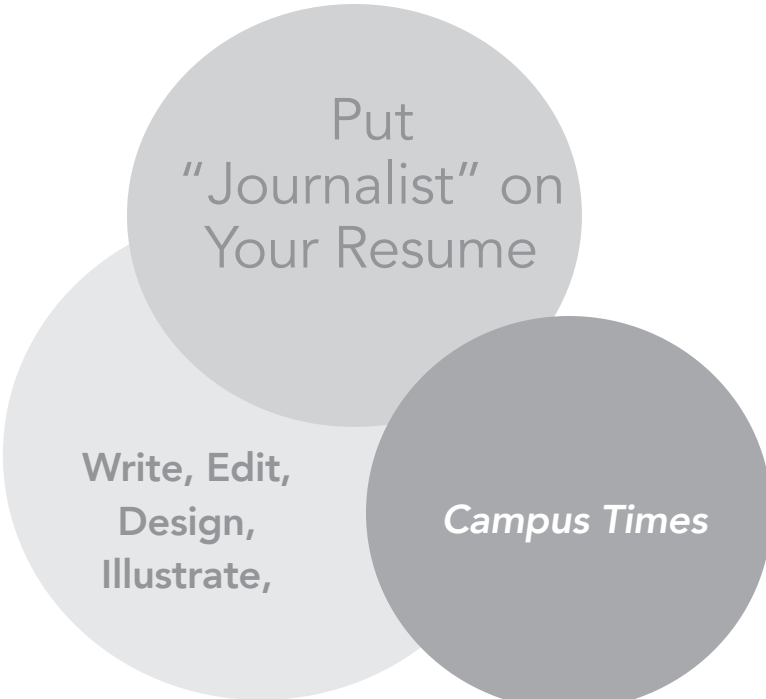 Put
“Journalist” on
Your Resume
Write, Edit,
Design,
Illustrate,
Campus Times